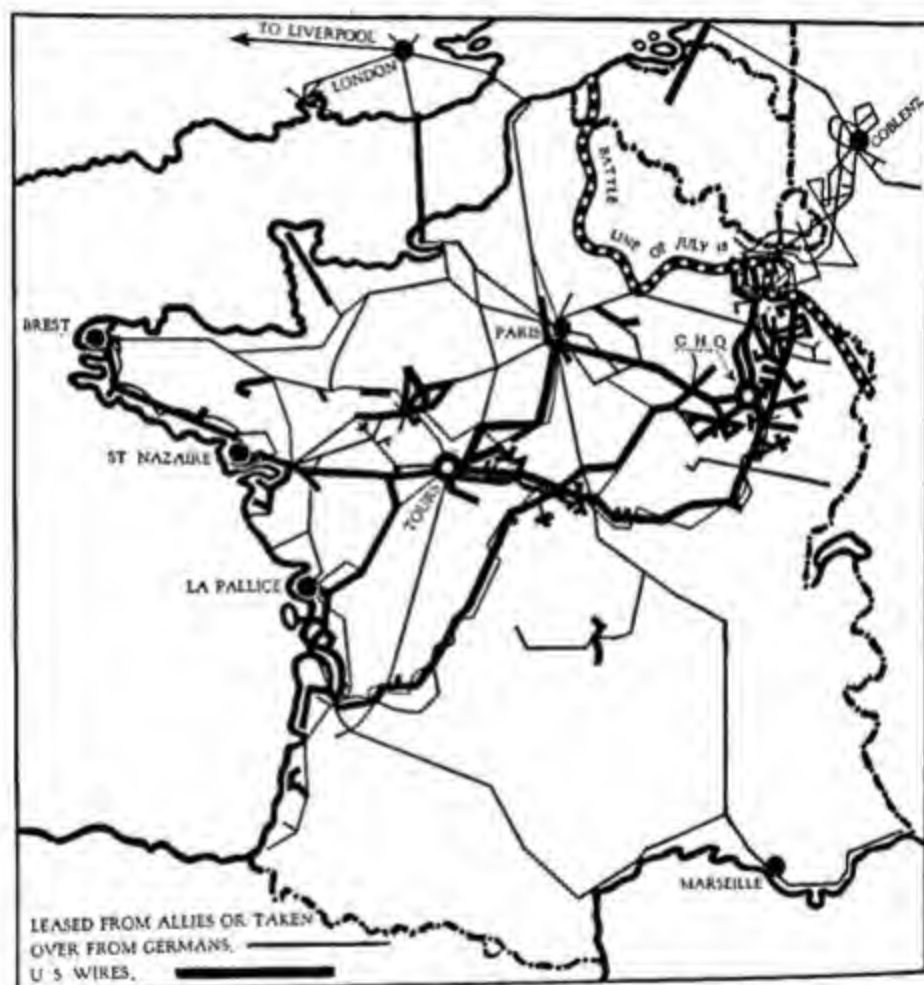 TO LIVERPOOL
LONDON
COBLENZ
BATTLE
LINE OF JULY 18
BREST
PARIS
G H Q
ST NAZAIRE
TOURS
LA PALLICE
MARSEILLE
LEASED FROM ALLIES OR TAKEN
OVER FROM GERMANS.
U S WIRES.